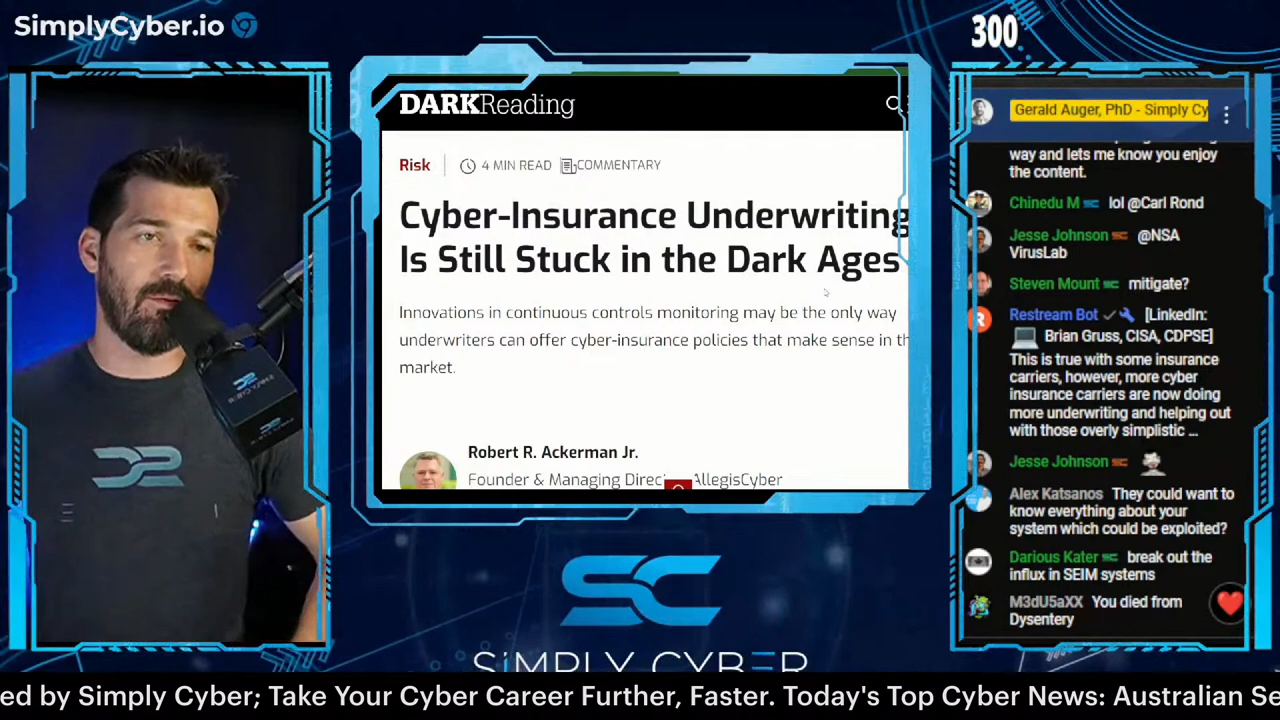 SimplyCyber.io
300
DARKReading
Risk
4 MIN READ
COMMENTARY
Cyber-Insurance Underwriting
Is Still Stuck in the Dark Ages
Innovations in continuous controls monitoring may be the only way
underwriters can offer cyber-insurance policies that make sense in th
market.
Robert R. Ackerman Jr.
Founder & Managing Direc AllegisCyber
Gerald Auger, PhD - Simply Cy
way and lets me know you enjoy
the content.
Chinedu M lol @Carl Rond
Jesse Johnson @NSA
VirusLab
Steven Mount mitigate?
Restream Bot [LinkedIn:
Brian Gruss, CISA, CDPSE]
This is true with some insurance
carriers, however, more cyber
insurance carriers are now doing
more underwriting and helping out
with those overly simplistic ...
Jesse Johnson
Alex Katsanos They could want to
know everything about your
system which could be exploited?
Darious Kater break out the
influx in SEIM systems
M3dU5aXX You died from
Dysentery
SC
SIMPLY CYBER
ed by Simply Cyber; Take Your Cyber Career Further, Faster. Today's Top Cyber News: Australian Se